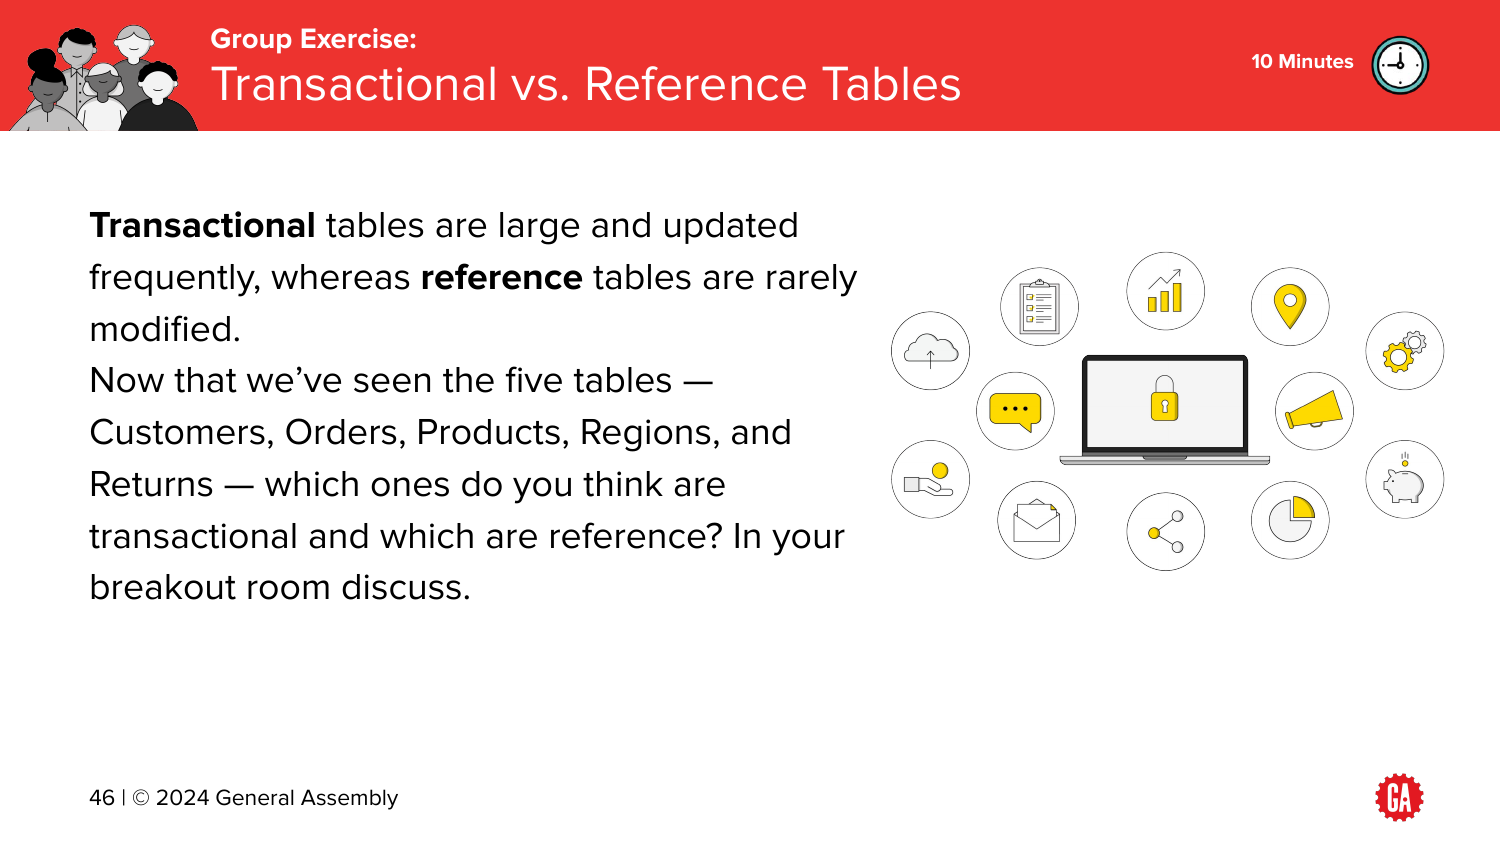 Group Exercise:
Transactional vs. Reference Tables
10 Minutes
Transactional tables are large and updated
frequently, whereas reference tables are rarely
modified.
Now that we’ve seen the five tables —
Customers, Orders, Products, Regions, and
Returns — which ones do you think are
transactional and which are reference? In your
breakout room discuss.
46 | © 2024 General Assembly
GA